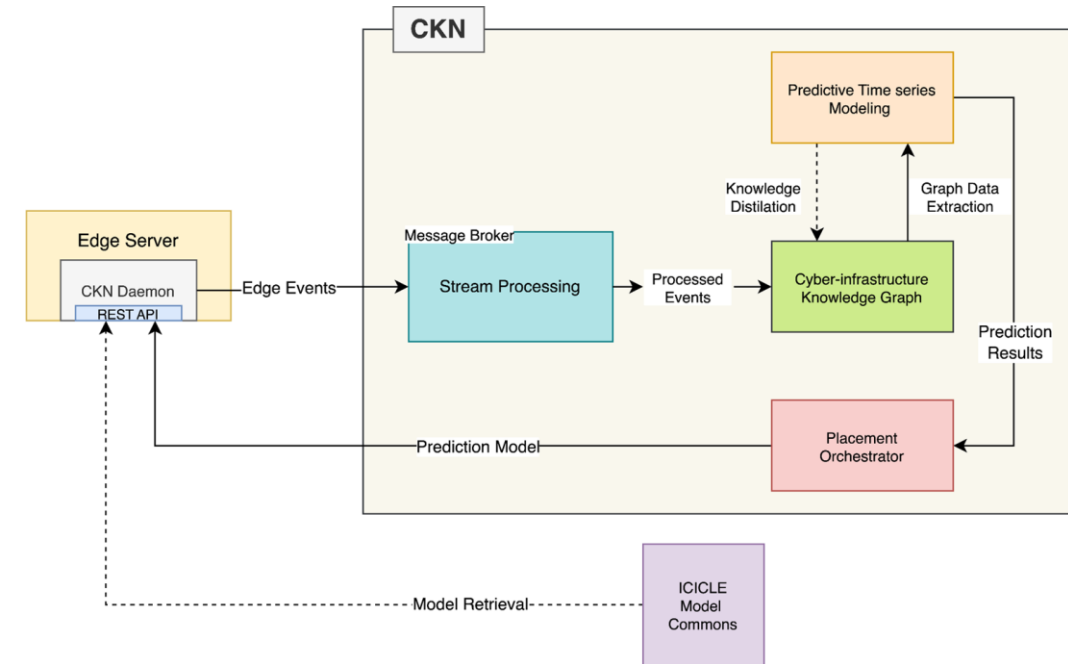 CKN
Predictive Time series
Modeling
Knowledge
Distilation
Graph Data
Extraction
Edge Server
CKN Daemon
REST API
Edge Events
Message Broker
Stream Processing
Processed
Events
Cyber-infrastructure
Knowledge Graph
Prediction
Results
Prediction Model
Placement
Orchestrator
Model Retrieval
ICICLE
Model
Commons